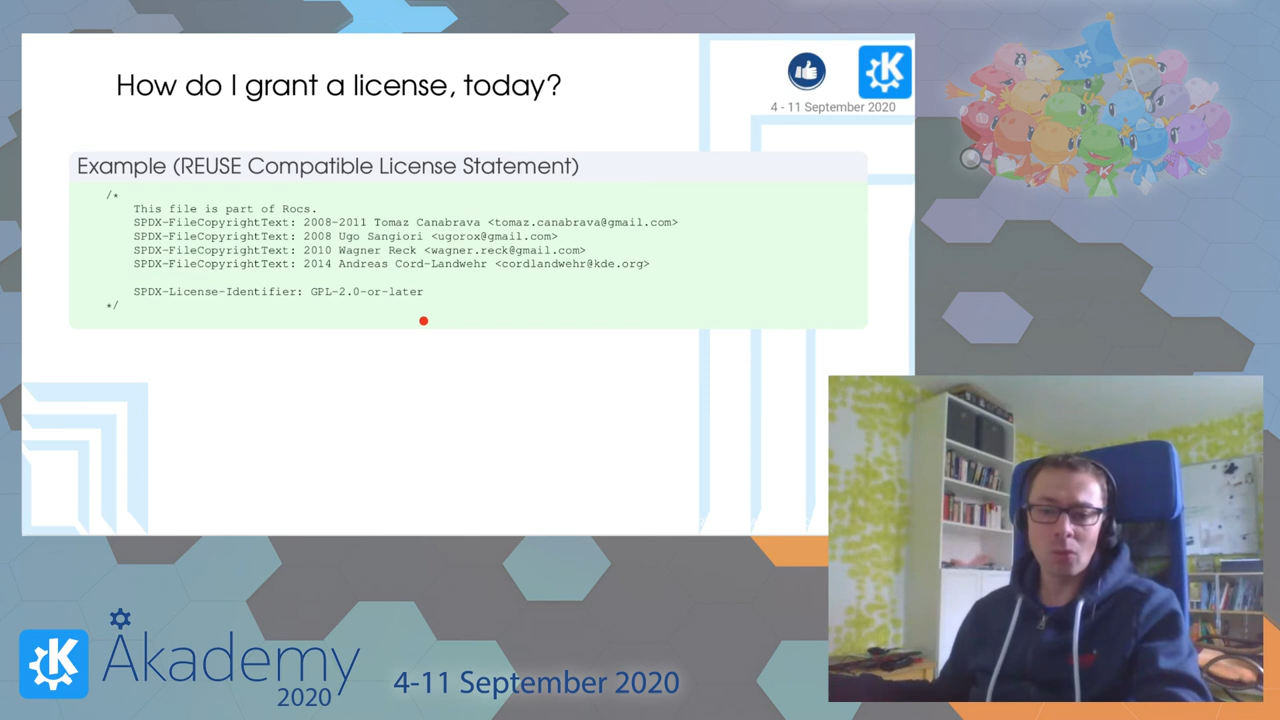 How do I grant a license, today?
4 - 11 September 2020
Example (REUSE Compatible License Statement)
/*
This file is part of Rocs.
SPDX-FileCopyrightText: 2008-2011 Tomaz Canabrava <tomaz.canabrava@gmail.com>
SPDX-FileCopyrightText: 2008 Ugo Sangiori <ugorox@gmail.com>
SPDX-FileCopyrightText: 2010 Wagner Reck <wagner.reck@gmail.com>
SPDX-FileCopyrightText: 2014 Andreas Cord-Landwehr <cordlandwehr@kde.org>
SPDX-License-Identifier: GPL-2.0-or-later
*/
K
Akademy
2020
4-11 September 2020